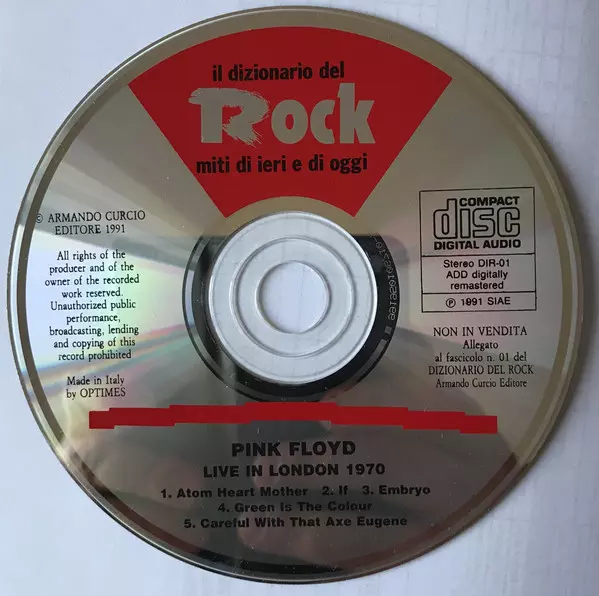 il dizionario del
Rock
miti di ieri e di oggi
© ARMANDO CURCIO
EDITORE 1991
All rights of the
producer and of the
owner of the recorded
work reserved.
Unauthorized public
performance,
broadcasting, lending
and copying of this
record prohibited
Made in Italy
by OPTIMES
COMPACT
disc
DIGITAL AUDIO
Stereo DIR-01
ADD digitally
remastered
℗ 1991 SIAE
NON IN VENDITA
Allegato
al fascicolo n. 01 del
DIZIONARIO DEL ROCK
Armando Curcio Editore
PINK FLOYD
LIVE IN LONDON 1970
1. Atom Heart Mother 2. If 3. Embryo
4. Green Is The Colour
5. Careful With That Axe Eugene